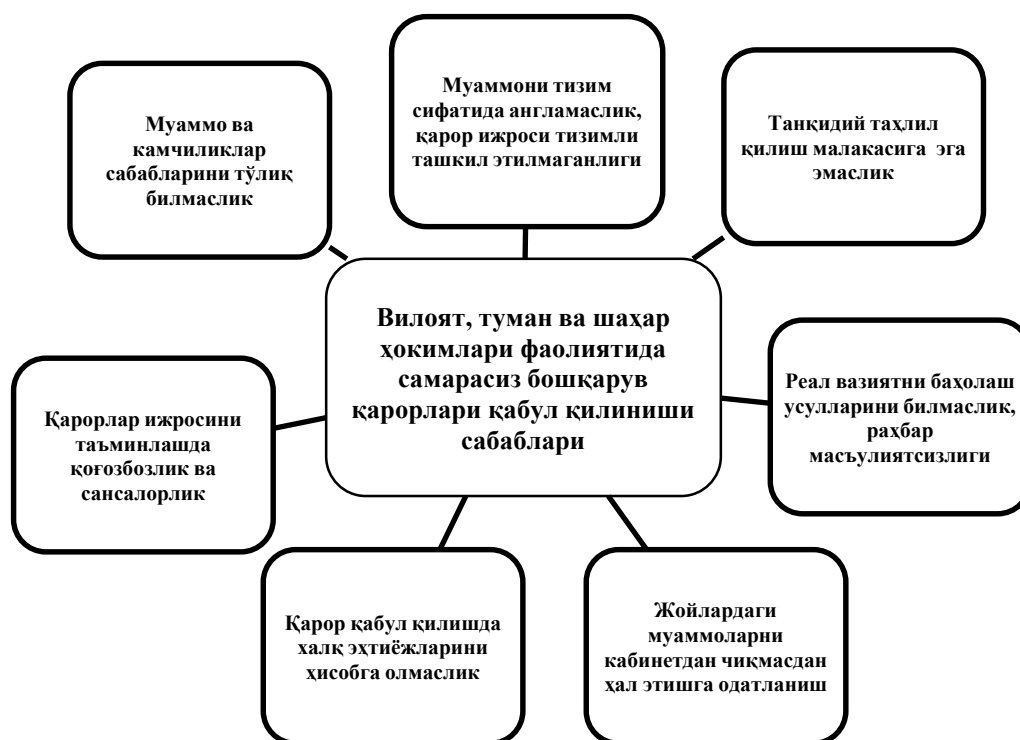 Муаммони тизим
сифатида англамаслик,
қарор ижроси тизимли
ташкил этилмаганлиги
Муаммо ва
камчиликлар
сабабларини тўлиқ
билмаслик
Танқидий таҳлил
қилиш малакасига эга
эмаслик
Вилоят, туман ва шаҳар
ҳокимлари фаолиятида
самарасиз бошқарув
қарорлари қабул қилиниши
сабаблари
Реал вазиятни баҳолаш
усулларини билмаслик,
раҳбар
масъулиятсизлиги
Қарорлар ижросини
таъминлашда
қоғозбозлик ва
сансалорлик
Қарор қабул қилишда
халқ эҳтиёжларини
ҳисобга олмаслик
Жойлардаги
муаммоларни
кабинетдан чиқмасдан
ҳал этишга одатланиш